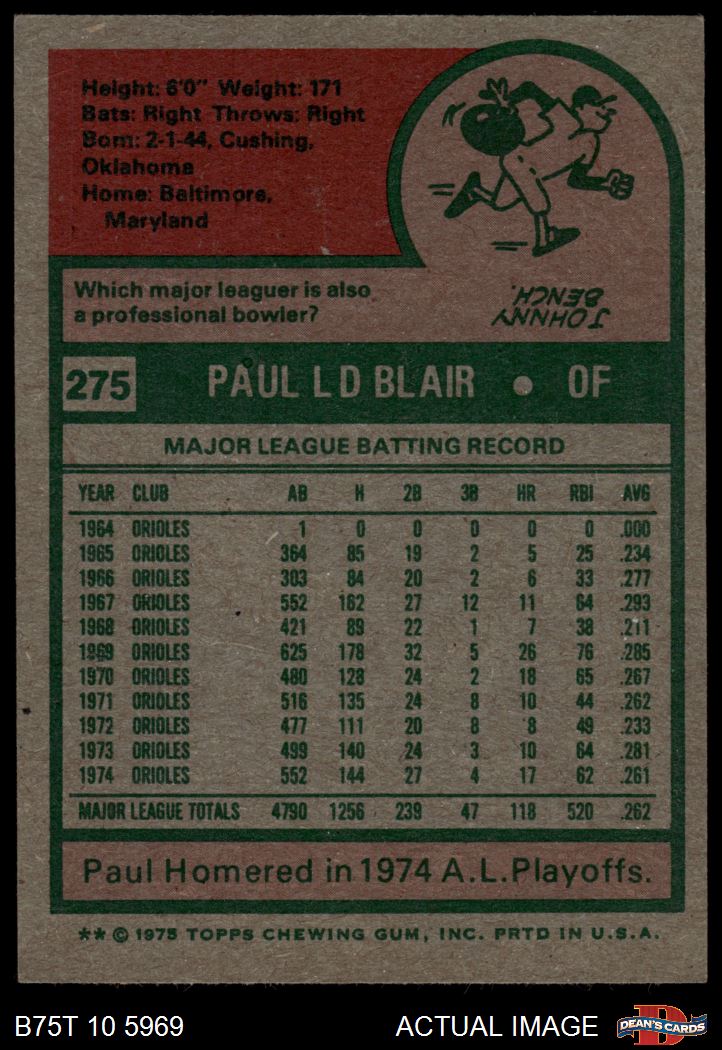 Height: 6'0" Weight: 171
Bats: Right Throws: Right
Born: 2-1-44, Cushing,
Oklahoma
Home: Baltimore,
Maryland
Which major leaguer is also
a professional bowler?
JOHNNY
BENCH.
275 PAUL L D BLAIR • OF
MAJOR LEAGUE BATTING RECORD
YEAR CLUB AB H 2B 3B HR RBI AVG
1964 ORIOLES 1 0 0 0 0 0 .000
1965 ORIOLES 364 85 19 2 5 25 .234
1966 ORIOLES 303 84 20 2 6 33 .277
1967 ORIOLES 552 162 27 12 11 64 .293
1968 ORIOLES 421 89 22 1 7 38 .211
1969 ORIOLES 625 178 32 5 26 76 .285
1970 ORIOLES 480 128 24 2 18 65 .267
1971 ORIOLES 516 135 24 8 10 44 .262
1972 ORIOLES 477 111 20 8 8 49 .233
1973 ORIOLES 499 140 24 3 10 64 .281
1974 ORIOLES 552 144 27 4 17 62 .261
MAJOR LEAGUE TOTALS 4790 1256 239 47 118 520 .262
Paul Homered in 1974 A.L. Playoffs.
** © 1975 TOPPS CHEWING GUM, INC. PRTD IN U.S.A.
B75T 10 5969 ACTUAL IMAGE D DEAN'S CARDS